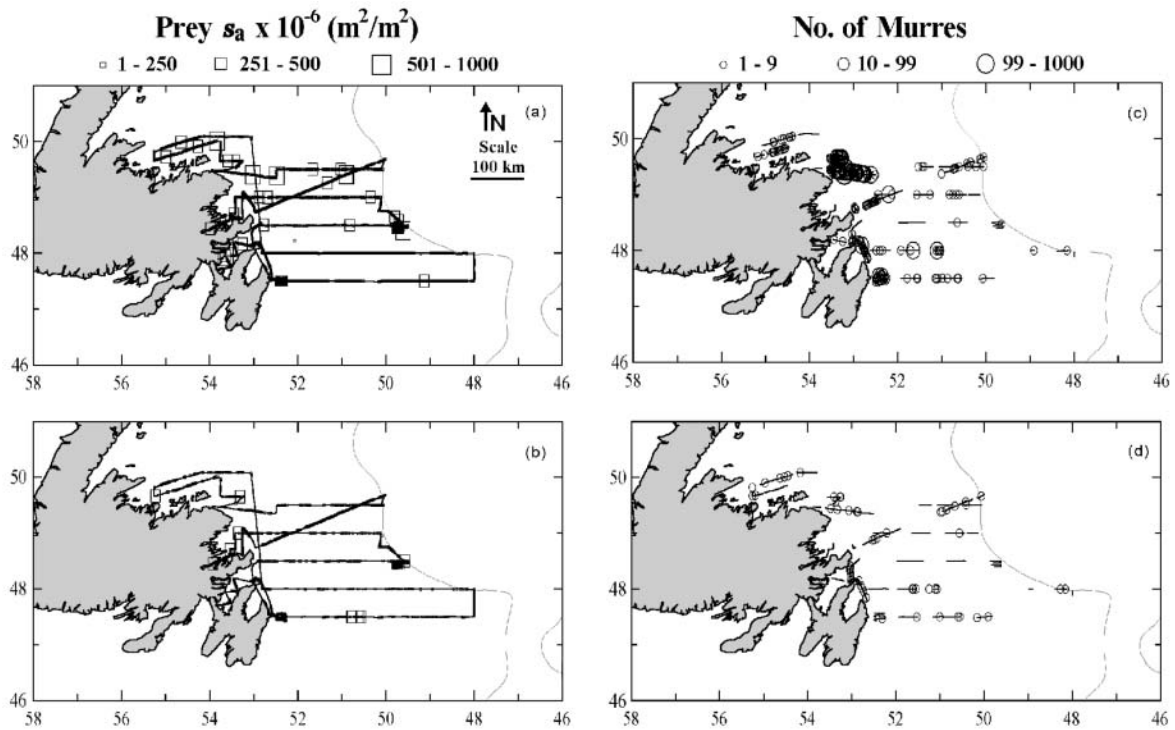 Prey sa x 10-6 (m2/m2)
1 - 250 251 - 500 501 - 1000
No. of Murres
1 - 9 10 - 99 99 - 1000
(a)
N
Scale
100 km
50
48
46
58 56 54 52 50 48 46
(c)
50
48
46
58 56 54 52 50 48 46
(b)
50
48
46
58 56 54 52 50 48 46
(d)
50
48
46
58 56 54 52 50 48 46